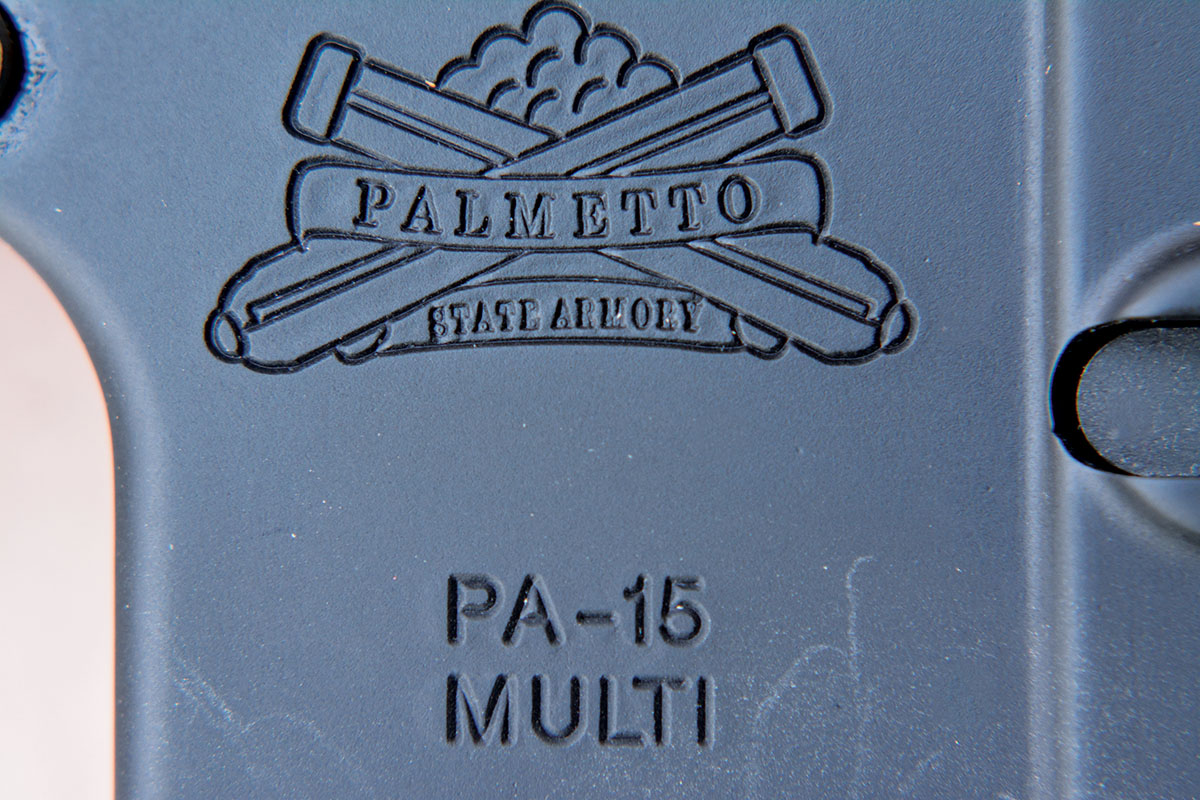 PALMETTO
STATE ARMORY
PA-15
MULTI